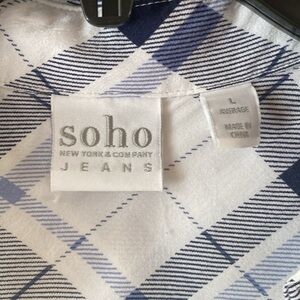 soho
NEW YORK & COMPANY
JEANS
L
AVERAGE
MADE IN
CHINA